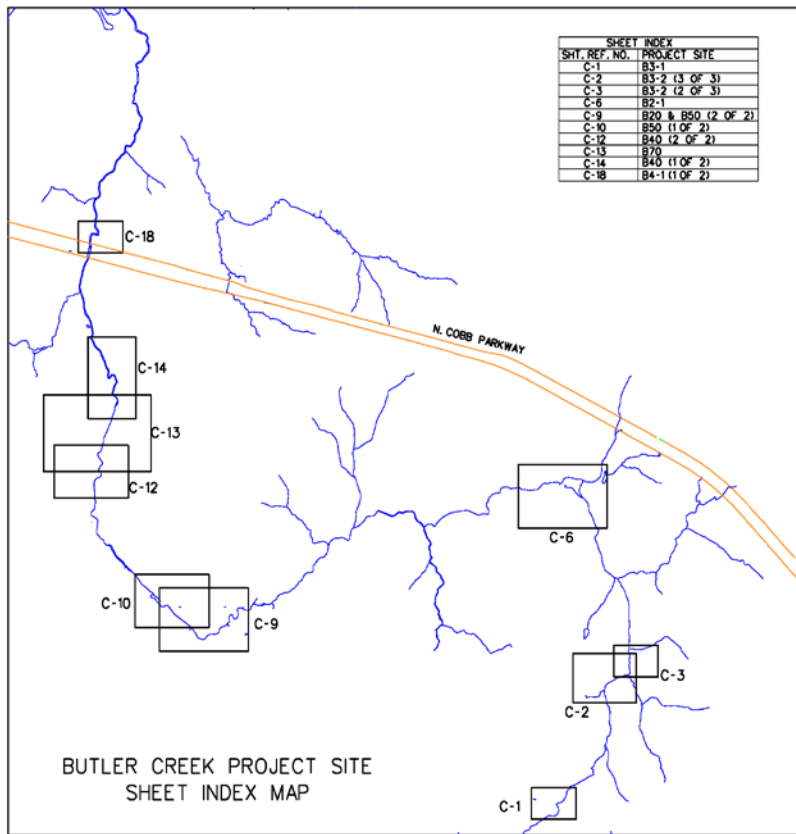 SHEET INDEX
SHT. REF. NO. PROJECT SITE
C-1 B3-1
C-2 B3-2 (3 OF 3)
C-3 B3-2 (2 OF 3)
C-6 B2-1
C-9 B20 & B50 (2 OF 2)
C-10 B50 (1 OF 2)
C-12 B40 (2 OF 2)
C-13 B70
C-14 B40 (1 OF 2)
C-18 B4-1 (1 OF 2)
C-18
N. COBB PARKWAY
C-14
C-13
C-12
C-6
C-10
C-9
C-3
C-2
C-1
BUTLER CREEK PROJECT SITE
SHEET INDEX MAP